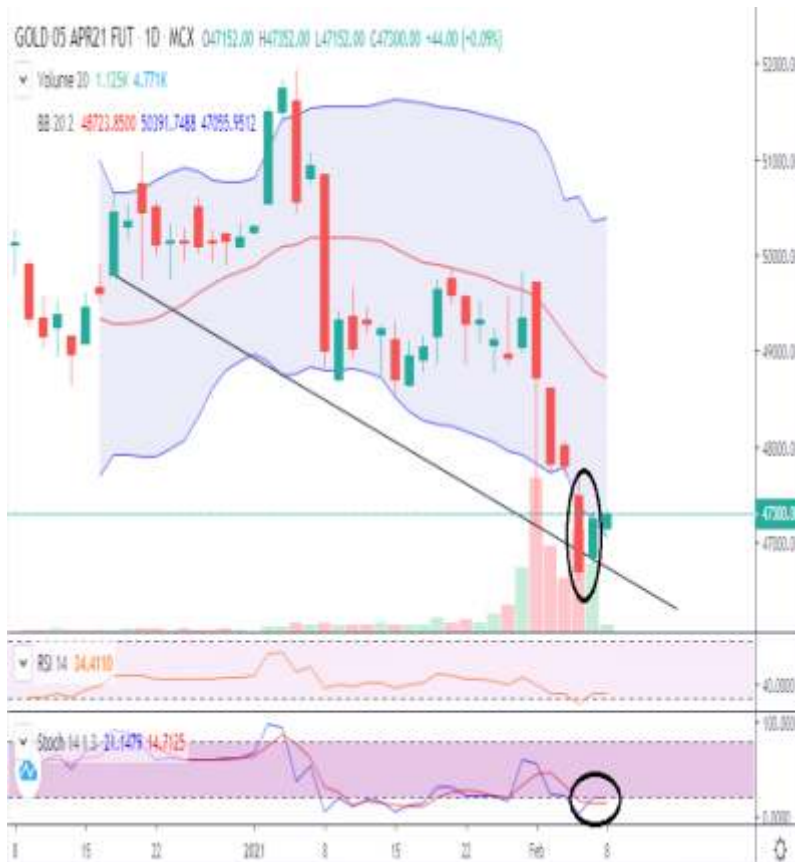 GOLD 05 APR21 FUT · 1D · MCX O47152.00 H47352.00 L47152.00 C47300.00 +44.00 (+0.09%)
Volume 20 1.125K 4.771K
BB 20 2 48723.8500 50391.7488 47055.9512
52000.00
51000.00
50000.00
49000.00
48000.00
47300.00
47000.00
RSI 14 34.4110
40.0000
100.0000
Stoch 14 1 3 21.1479 14.7125
0.0000
8 15 22 2021 8 15 22 Feb 8